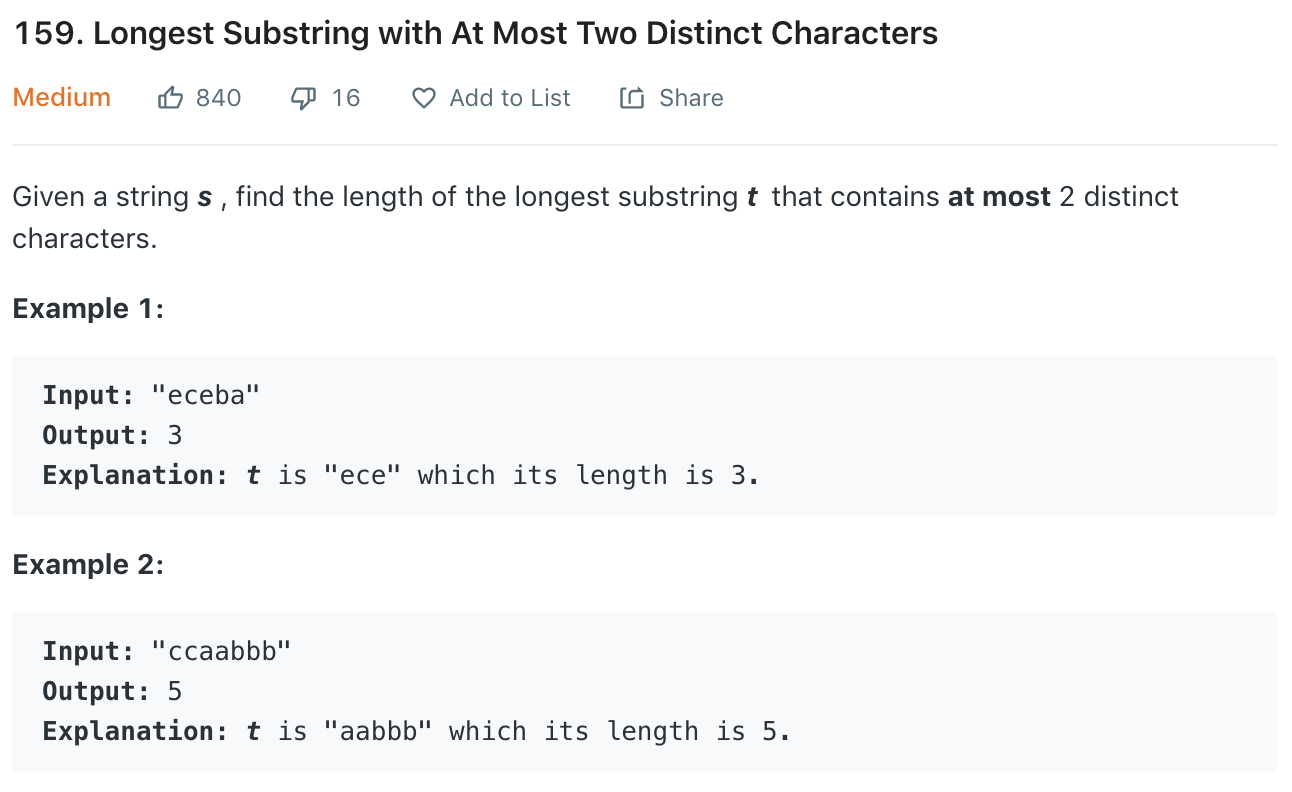 159. Longest Substring with At Most Two Distinct Characters
Medium 840 16 Add to List Share
Given a string s , find the length of the longest substring t that contains at most 2 distinct
characters.
Example 1:
Input: "eceba"
Output: 3
Explanation: t is "ece" which its length is 3.
Example 2:
Input: "ccaabbb"
Output: 5
Explanation: t is "aabbb" which its length is 5.